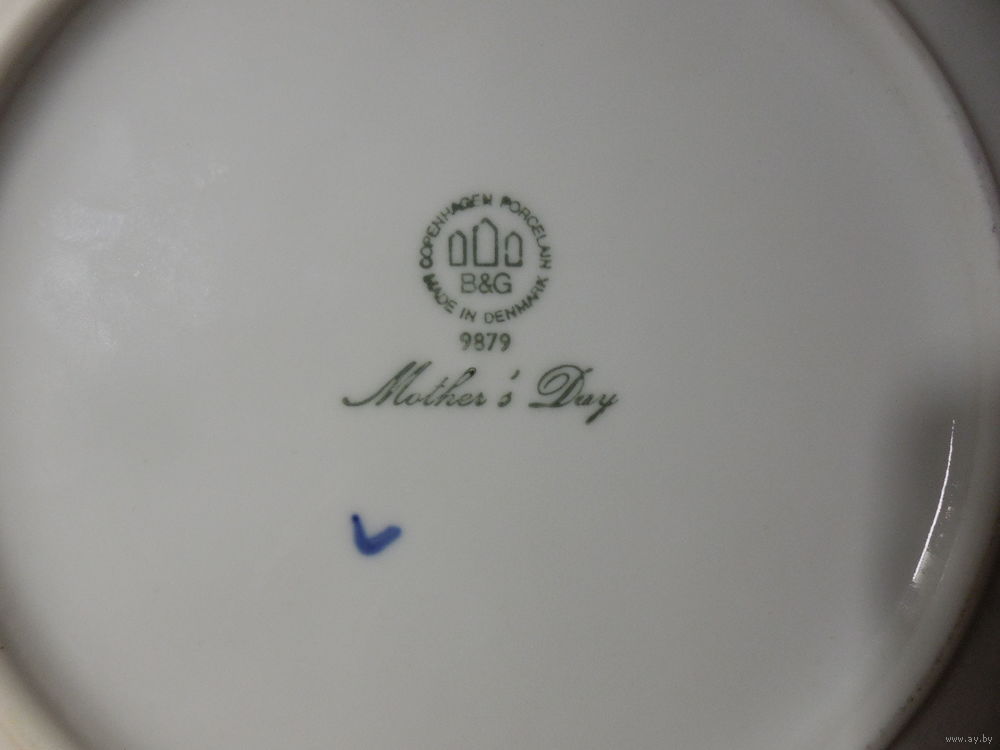 COPENHAGEN PORCELAIN
B&G
MADE IN DENMARK
9879
Mother's Day
www.ay.by